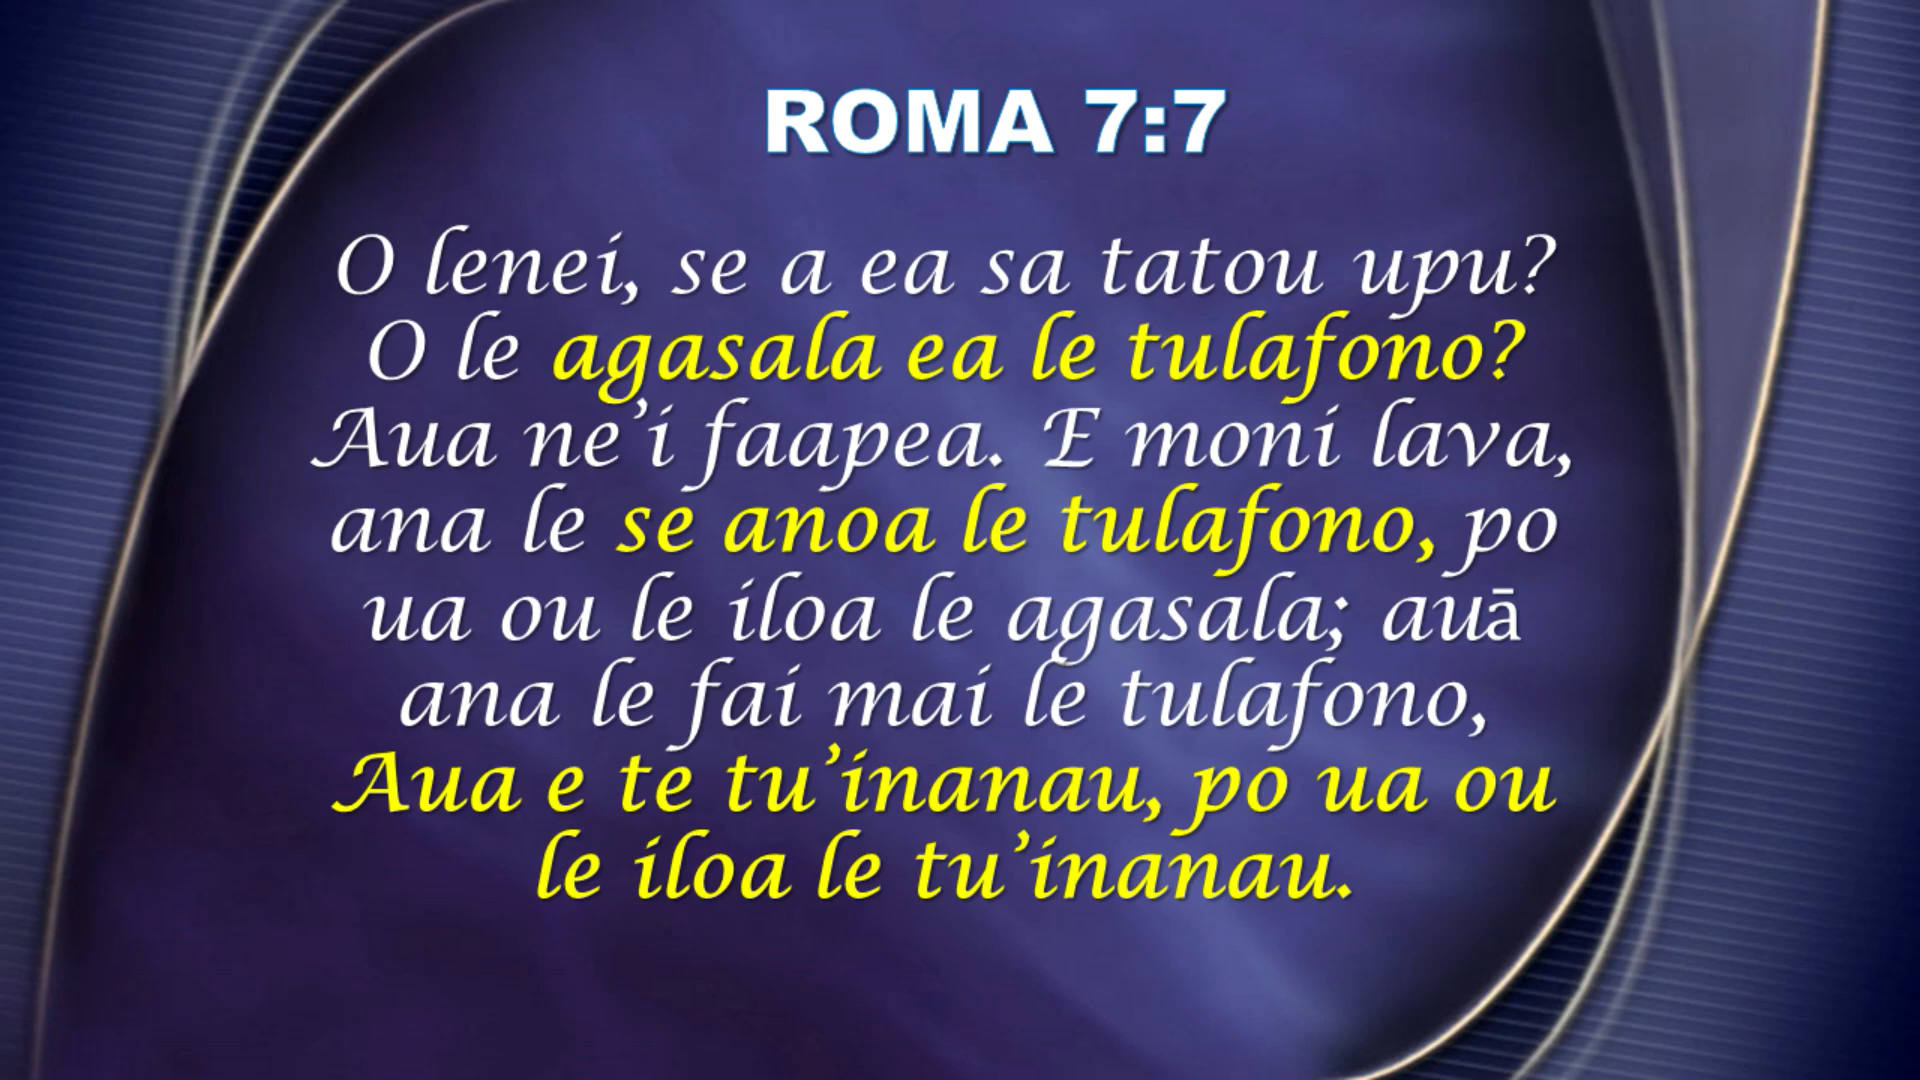 ROMA 7:7
O lenei, se a ea sa tatou upu?
O le agasala ea le tulafono?
Aua ne’i faapea. E moni lava,
ana le se anoa le tulafono, po
ua ou le iloa le agasala; auā
ana le fai mai le tulafono,
Aua e te tu’inanau, po ua ou
le iloa le tu’inanau.